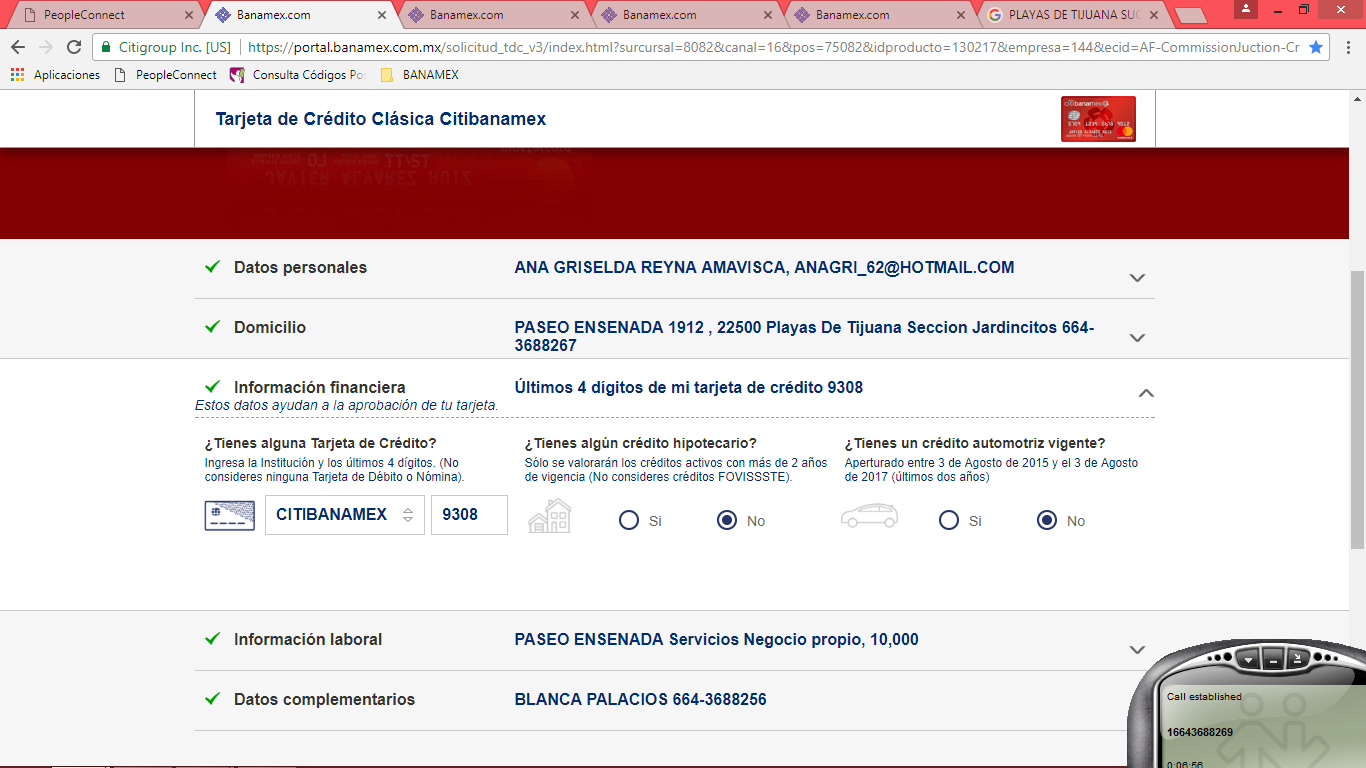 PeopleConnect
Banamex.com
Banamex.com
Banamex.com
Banamex.com
PLAYAS DE TIJUANA SUC
Citigroup Inc. [US]
https://portal.banamex.com.mx/solicitud_tdc_v3/index.html?surcursal=8082&canal=16&pos=75082&idproducto=130217&empresa=144&ecid=AF-CommissionJuction-Cr
Aplicaciones
PeopleConnect
Consulta Códigos Po
BANAMEX
Tarjeta de Crédito Clásica Citibanamex
citibanamex
JAVIER ALVAREZ RUIZ
11/21
JAVIER ALVAREZ RUIZ
Datos personales
ANA GRISELDA REYNA AMAVISCA, ANAGRI_62@HOTMAIL.COM
Domicilio
PASEO ENSENADA 1912 , 22500 Playas De Tijuana Seccion Jardincitos 664-
3688267
Información financiera
Últimos 4 dígitos de mi tarjeta de crédito 9308
Estos datos ayudan a la aprobación de tu tarjeta.
¿Tienes alguna Tarjeta de Crédito?
Ingresa la Institución y los últimos 4 dígitos. (No
consideres ninguna Tarjeta de Débito o Nómina).
CITIBANAMEX
9308
¿Tienes algún crédito hipotecario?
Sólo se valorarán los créditos activos con más de 2 años
de vigencia (No consideres créditos FOVISSSTE).
Si
No
¿Tienes un crédito automotriz vigente?
Aperturado entre 3 de Agosto de 2015 y el 3 de Agosto
de 2017 (últimos dos años)
Si
No
Información laboral
PASEO ENSENADA Servicios Negocio propio, 10,000
Datos complementarios
BLANCA PALACIOS 664-3688256
Call established
16643688269
0:06:56